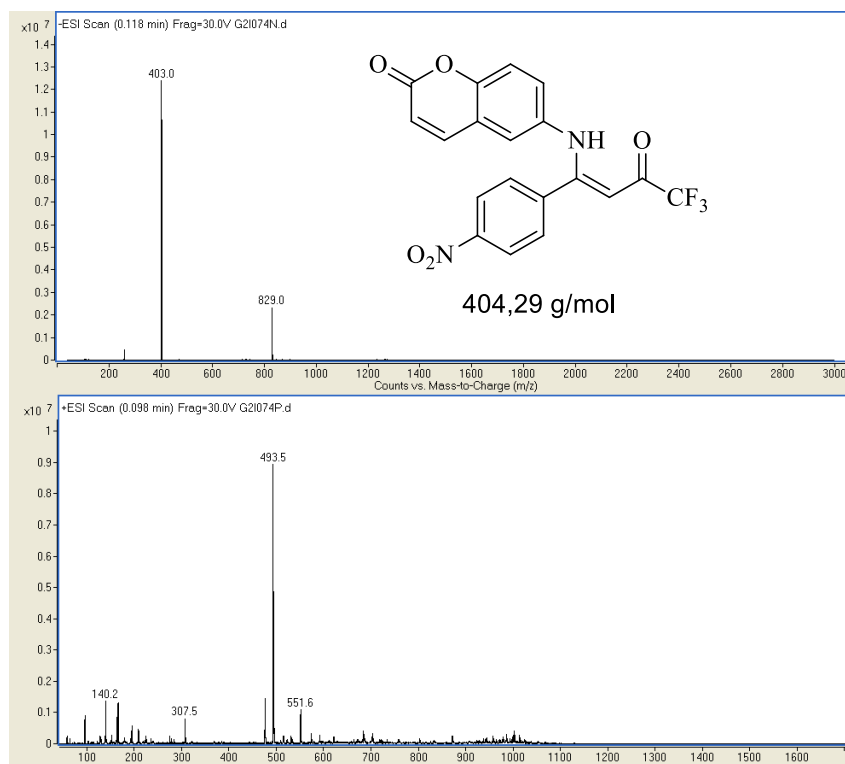 x10 7
-ESI Scan (0.118 min) Frag=30.0V G2I074N.d
1.4
1.3
1.2
1.1
1
0.9
0.8
0.7
0.6
0.5
0.4
0.3
0.2
0.1
0
403.0
829.0
O
O
NH
O
CF3
O2N
404,29 g/mol
200 400 600 800 1000 1200 1400 1600 1800 2000 2200 2400 2600 2800 3000
Counts vs. Mass-to-Charge (m/z)
x10 7
+ESI Scan (0.098 min) Frag=30.0V G2I074P.d
1
0.9
0.8
0.7
0.6
0.5
0.4
0.3
0.2
0.1
0
493.5
140.2
307.5
551.6
100 200 300 400 500 600 700 800 900 1000 1100 1200 1300 1400 1500 1600